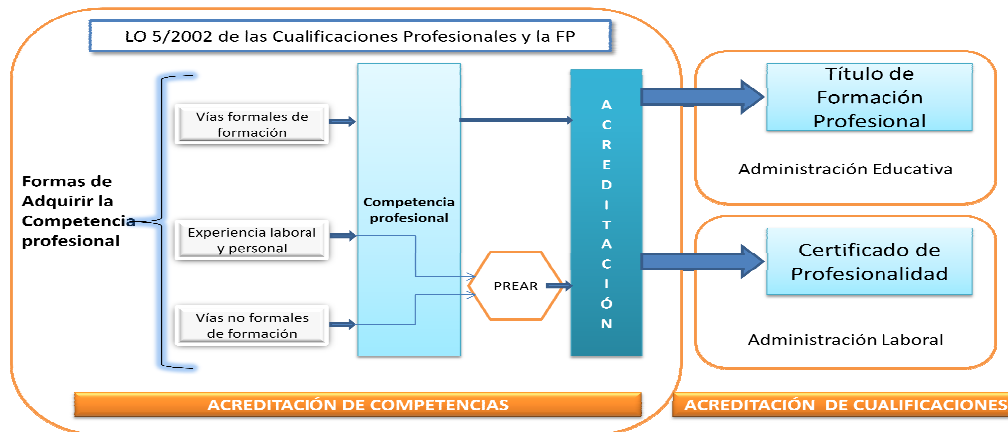 LO 5/2002 de las Cualificaciones Profesionales y la FP
Formas de
Adquirir la
Competencia
profesional
Vías formales de
formación
Experiencia laboral
y personal
Vías no formales
de formación
Competencia
profesional
PREAR
ACREDITACIÓN
Título de
Formación
Profesional
Administración Educativa
Certificado de
Profesionalidad
Administración Laboral
ACREDITACIÓN DE COMPETENCIAS
ACREDITACIÓN DE CUALIFICACIONES